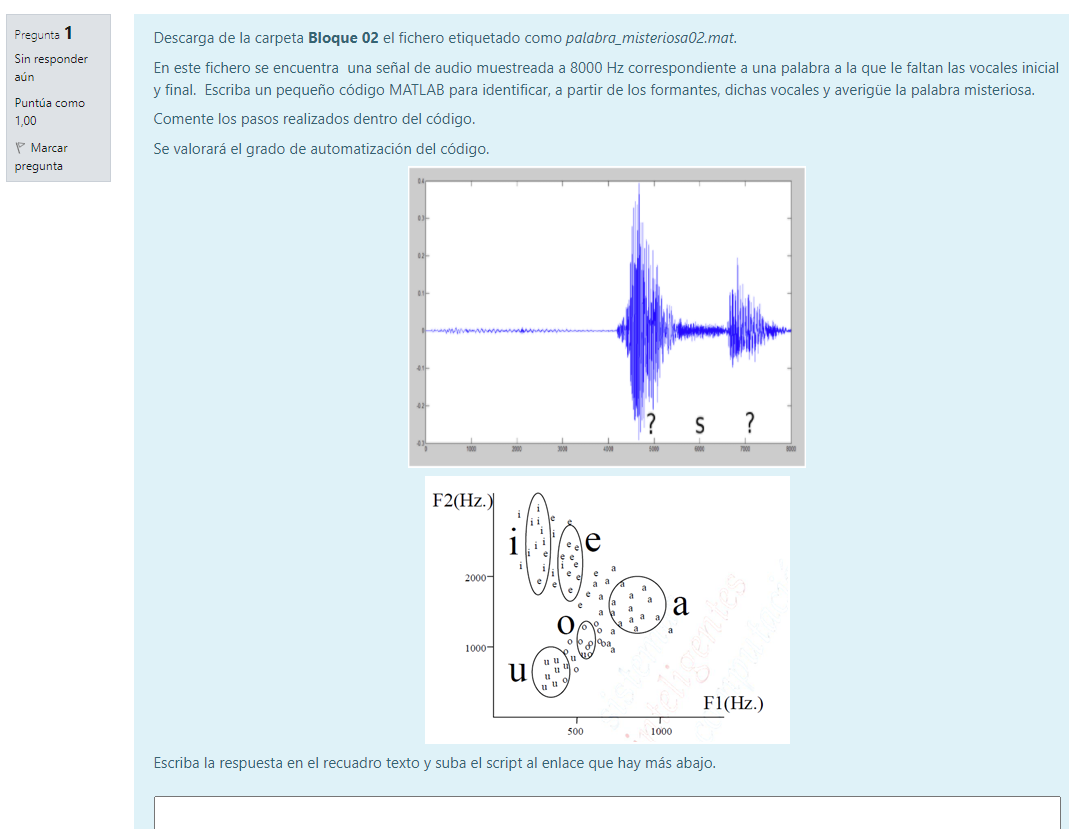 Pregunta 1
Sin responder
aún
Puntúa como
1,00
Marcar
pregunta
Descarga de la carpeta Bloque 02 el fichero etiquetado como palabra_misteriosa02.mat.
En este fichero se encuentra una señal de audio muestreada a 8000 Hz correspondiente a una palabra a la que le faltan las vocales inicial
y final. Escriba un pequeño código MATLAB para identificar, a partir de los formantes, dichas vocales y averigüe la palabra misteriosa.
Comente los pasos realizados dentro del código.
Se valorará el grado de automatización del código.
0.4
0.3
0.2
0.1
0
-0.1
-0.2
-0.3
? s ?
0 1000 2000 3000 4000 5000 6000 7000 8000
F2(Hz.)
i e
2000
a
o
1000
u
F1(Hz.)
500 1000
Escriba la respuesta en el recuadro texto y suba el script al enlace que hay más abajo.